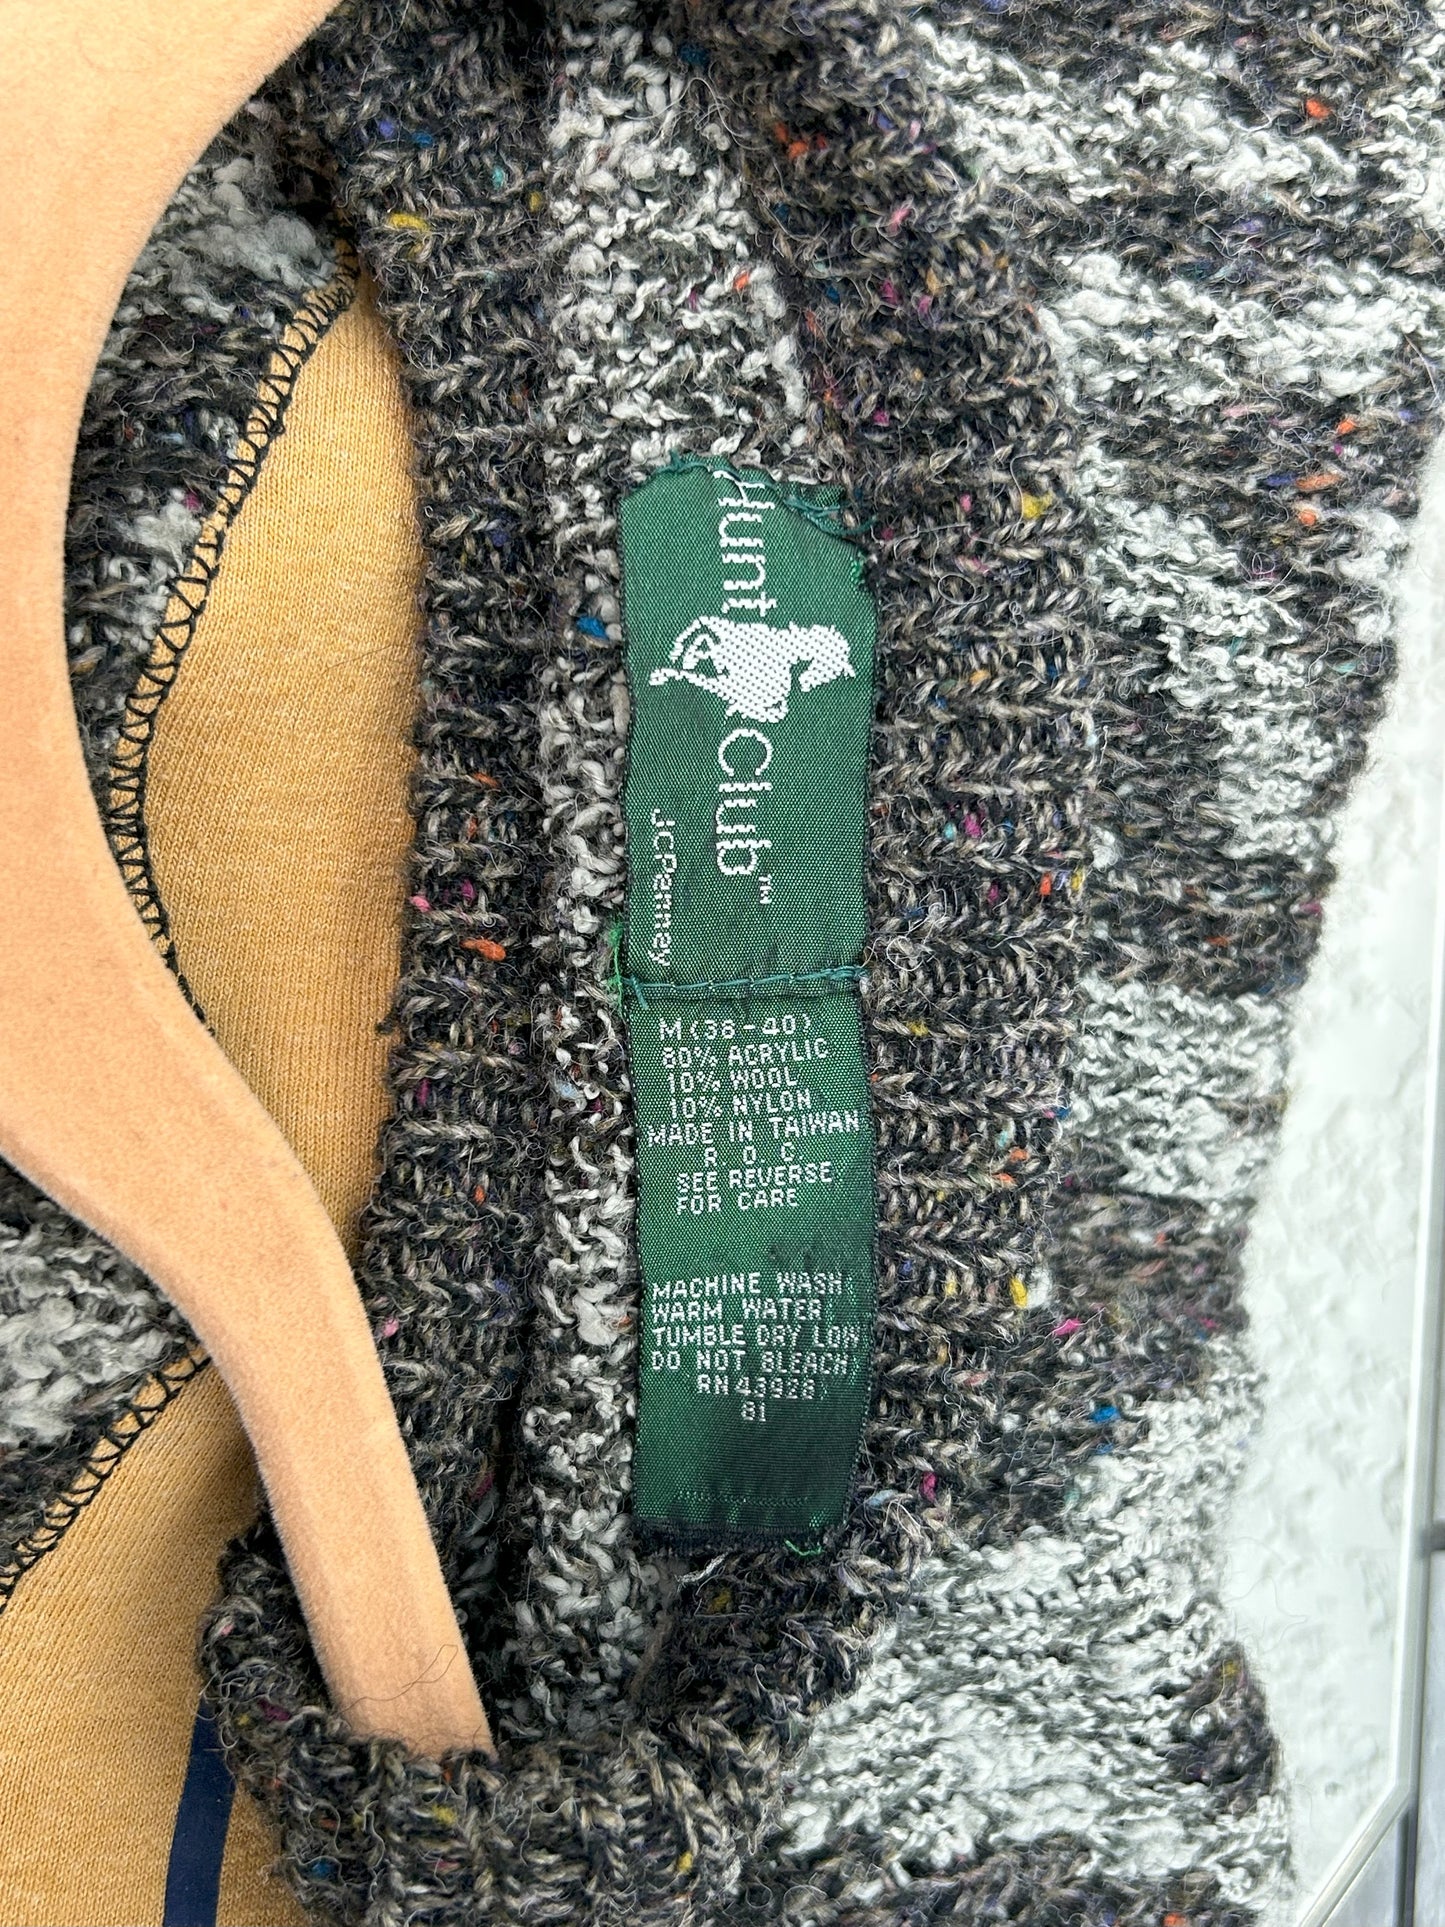 Hunt Club™
JCPenney
M (38-40)
80% ACRYLIC
10% WOOL
10% NYLON
MADE IN TAIWAN
R. O. C.
SEE REVERSE
FOR CARE
MACHINE WASH
WARM WATER
TUMBLE DRY LOW
DO NOT BLEACH
RN 43928
81